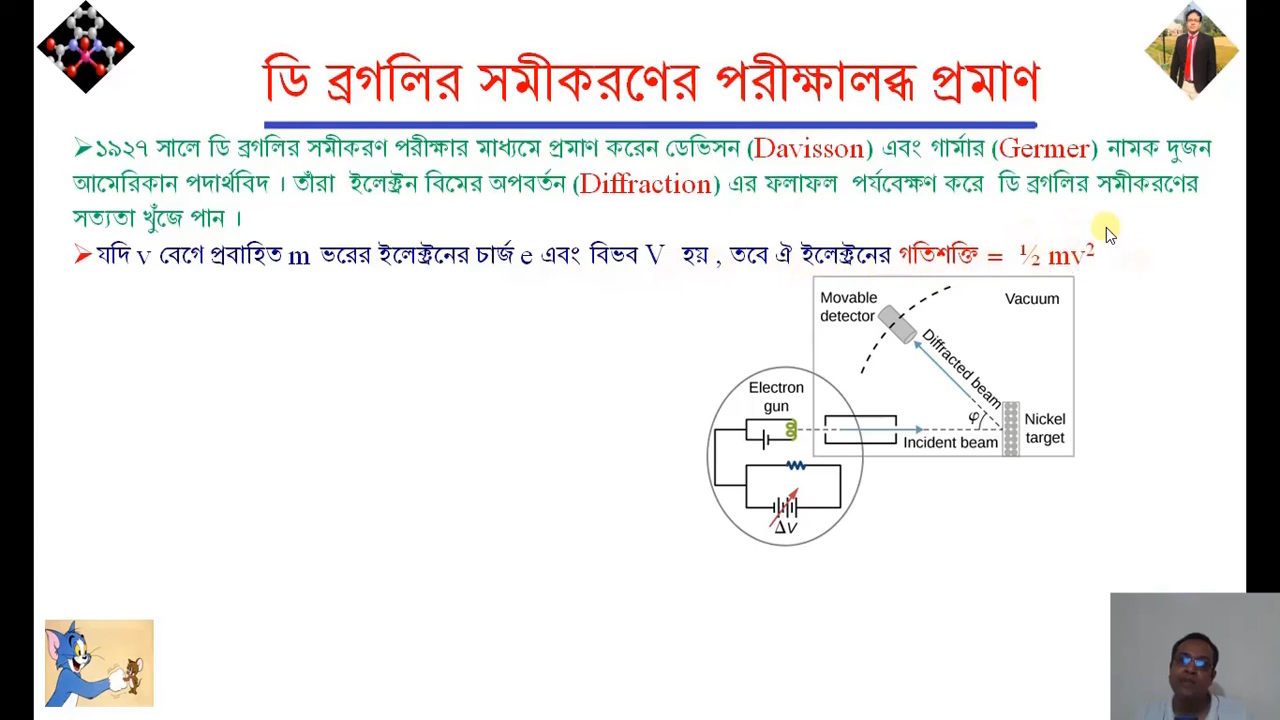 ডি ব্রগলির সমীকরণের পরীক্ষালব্ধ প্রমাণ
➢১৯২৭ সালে ডি ব্রগলির সমীকরণ পরীক্ষার মাধ্যমে প্রমাণ করেন ডেভিসন (Davisson) এবং গার্মার (Germer) নামক দুজন
আমেরিকান পদার্থবিদ । তাঁরা ইলেক্ট্রন বিমের অপবর্তন (Diffraction) এর ফলাফল পর্যবেক্ষণ করে ডি ব্রগলির সমীকরণের
সত্যতা খুঁজে পান ।
➢যদি v বেগে প্রবাহিত m ভরের ইলেক্ট্রনের চার্জ e এবং বিভব V হয় , তবে ঐ ইলেক্ট্রনের গতিশক্তি = ½ mv²
Movable
detector
Vacuum
Diffracted beam
Electron
gun
φ
Nickel
target
Incident beam
ΔV